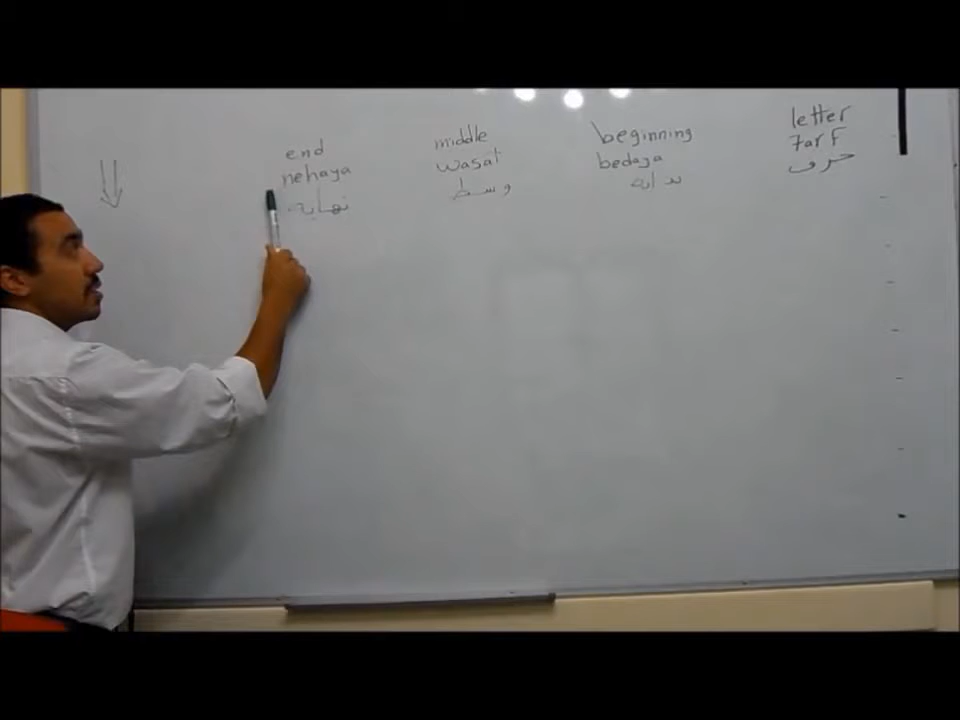 end
nehaya
نهاية
middle
wasat
وسط
beginning
bedaya
بداية
letter
7arf
حرف